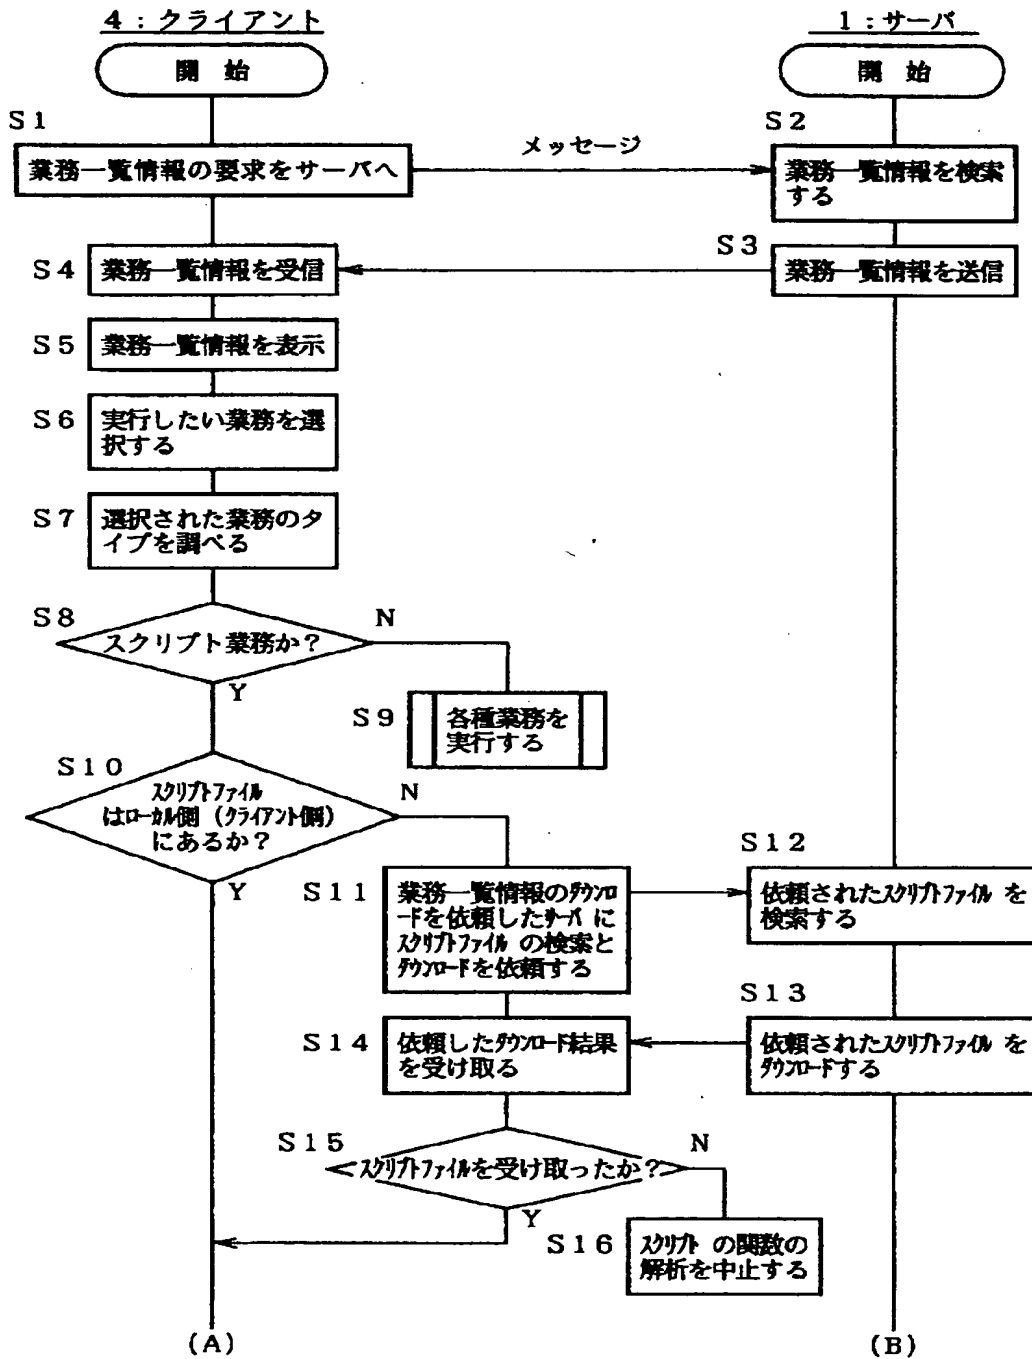 4：クライアント
1：サーバ
開 始
開 始
S1
業務一覧情報の要求をサーバへ
メッセージ
S2
業務一覧情報を検索
する
S3
業務一覧情報を送信
S4
業務一覧情報を受信
S5
業務一覧情報を表示
S6
実行したい業務を選
択する
S7
選択された業務のタ
イプを調べる
S8
スクリプト業務か？
N
Y
S9
各種業務を
実行する
S10
スクリプトファイル
はローカル側（クライアント側）
にあるか？
N
Y
S11
業務一覧情報のダウンロ
ードを依頼したサーバ に
スクリプトファイル の検索と
ダウンロードを依頼する
S12
依頼されたスクリプトファイル を
検索する
S13
依頼されたスクリプトファイル を
ダウンロードする
S14
依頼したダウンロード結果
を受け取る
S15
スクリプトファイルを受け取ったか？
N
Y
S16
スクリプト の関数の
解析を中止する
(A)
(B)